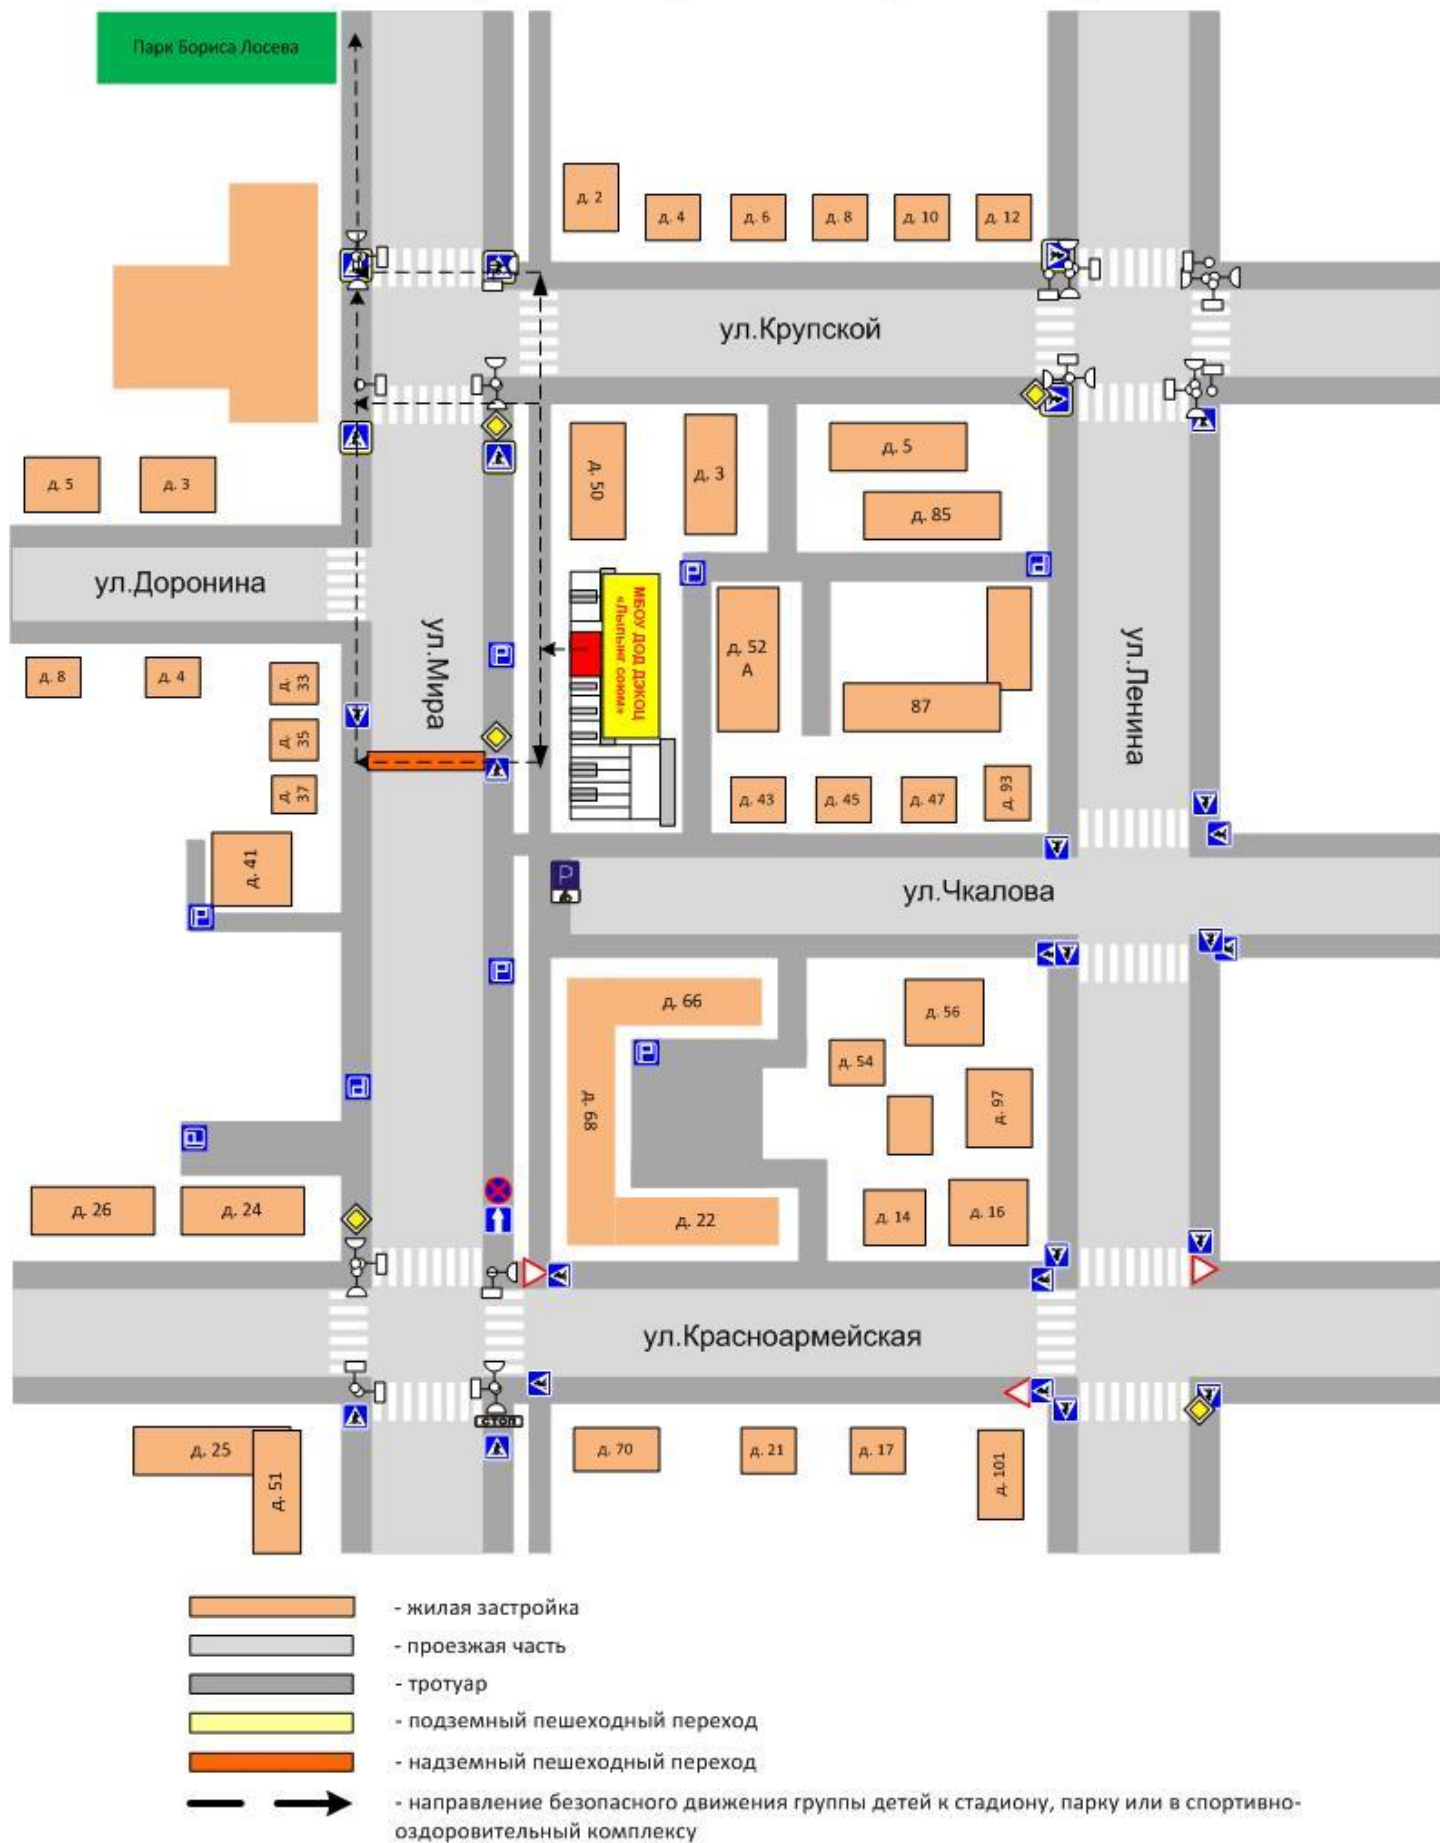 Парк Бориса Лосева
д. 2
д. 4
д. 6
д. 8
д. 10
д. 12
ул.Крупской
д. 5
д. 3
д. 50
д. 3
д. 5
д. 85
ул.Доронина
ул.Мира
МБОУ ДОД ДЭКОЦ
«Лылынг союм»
д. 52
А
87
ул.Ленина
д. 8
д. 4
д. 33
д. 35
д. 37
д. 43
д. 45
д. 47
д. 93
д. 41
P
P
P
P
ул.Чкалова
P
P
д. 66
д. 56
P
д. 54
д. 68
д. 97
P
P
д. 26
д. 24
д. 22
д. 14
д. 16
ул.Красноармейская
стоп
д. 25
д. 51
д. 70
д. 21
д. 17
д. 101
- жилая застройка
- проезжая часть
- тротуар
- подземный пешеходный переход
- надземный пешеходный переход
- направление безопасного движения группы детей к стадиону, парку или в спортивно-
оздоровительный комплексу